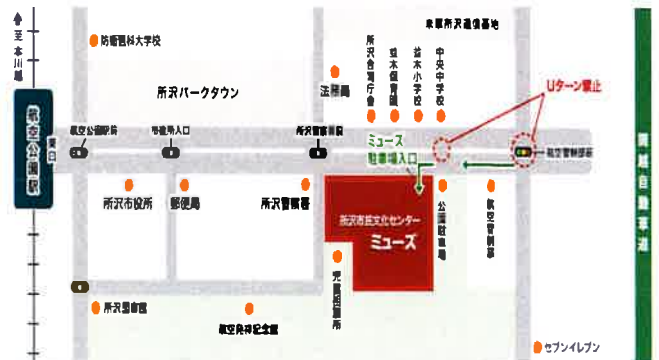 至本川越
防衛医科大学校
米軍所沢通信基地
所沢パークタウン
法務局
所沢合同庁舎
並木保育園
並木小学校
中央中学校
Uターン禁止
関越自動車道
航空公園駅
東口
航空公園駅前
市役所入口
所沢警察署前
ミューズ
駐車場入口
航空管制部前
所沢市役所
郵便局
所沢警察署
所沢市民文化センター
ミューズ
公園駐車場
航空管制部
児童相談所
所沢図書館
航空発祥記念館
セブンイレブン